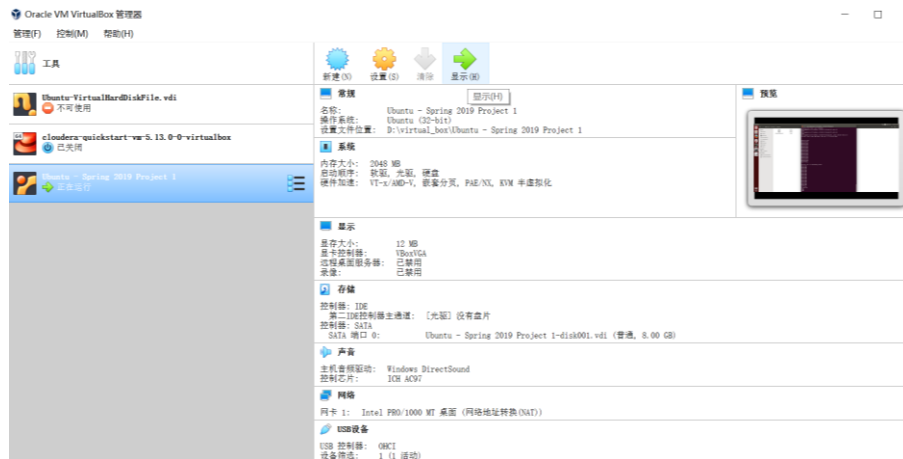 Oracle VM VirtualBox 管理器
管理(F) 控制(M) 帮助(H)
工具
新建(N) 设置(S) 清除 显示(H)
显示(H)
Ubuntu-VirtualHardDiskFile.vdi
不可使用
64
cloudera-quickstart-vm-5.13.0-0-virtualbox
已关闭
Ubuntu - Spring 2019 Project 1
正在运行
常规
名称: Ubuntu - Spring 2019 Project 1
操作系统: Ubuntu (32-bit)
设置文件位置: D:\virtual_box\Ubuntu - Spring 2019 Project 1
系统
内存大小: 2048 MB
启动顺序: 软驱, 光驱, 硬盘
硬件加速: VT-x/AMD-V, 嵌套分页, PAE/NX, KVM 半虚拟化
预览
显示
显存大小: 12 MB
显卡控制器: VBoxVGA
远程桌面服务器: 已禁用
录像: 已禁用
存储
控制器: IDE
第二IDE控制器主通道: [光驱] 没有盘片
控制器: SATA
SATA 端口 0: Ubuntu - Spring 2019 Project 1-disk001.vdi (普通, 8.00 GB)
声音
主机音频驱动: Windows DirectSound
控制芯片: ICH AC97
网络
网卡 1: Intel PRO/1000 MT 桌面 (网络地址转换(NAT))
USB设备
USB 控制器: OHCI
设备筛选: 1 (1 活动)